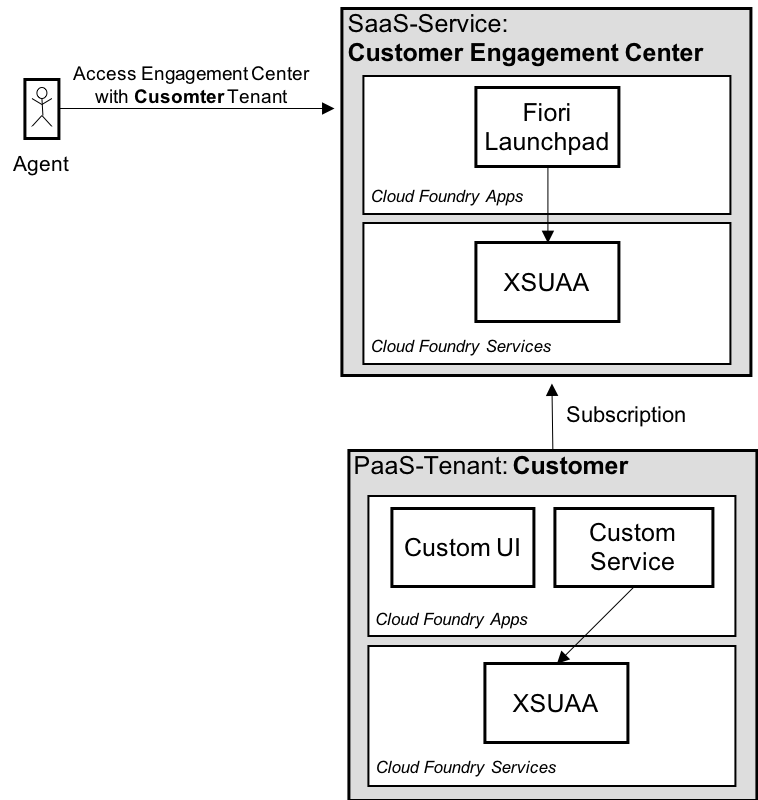 SaaS-Service:
Customer Engagement Center
Access Engagement Center
with Cusomter Tenant
Agent
Fiori
Launchpad
Cloud Foundry Apps
XSUAA
Cloud Foundry Services
Subscription
PaaS-Tenant: Customer
Custom UI
Custom
Service
Cloud Foundry Apps
XSUAA
Cloud Foundry Services